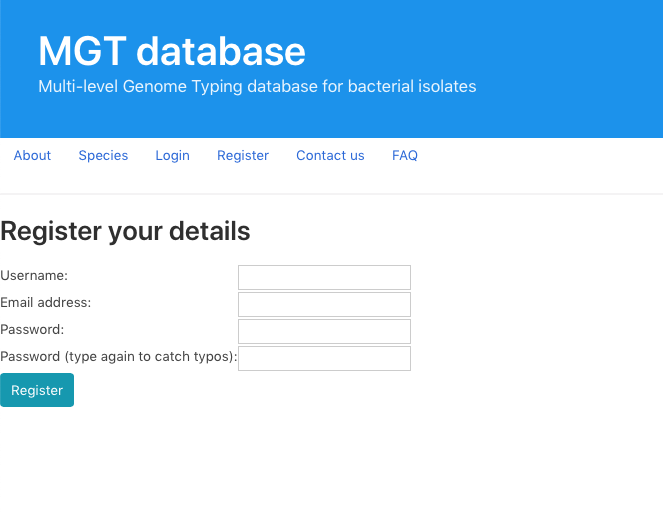 MGT database
Multi-level Genome Typing database for bacterial isolates
About Species Login Register Contact us FAQ
Register your details
Username:
Email address:
Password:
Password (type again to catch typos):
Register